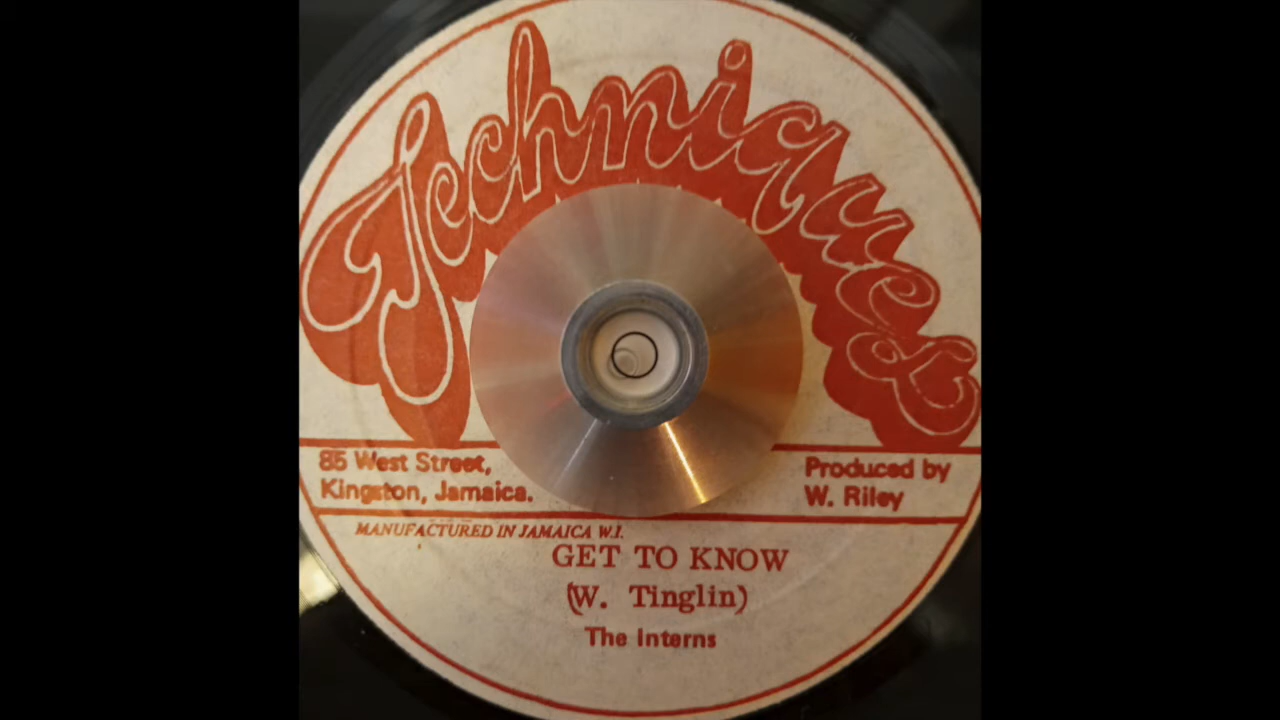 Techniques
85 West Street,
Kingston, Jamaica.
Produced by
W. Riley
MANUFACTURED IN JAMAICA W.I.
GET TO KNOW
(W. Tinglin)
The Interns